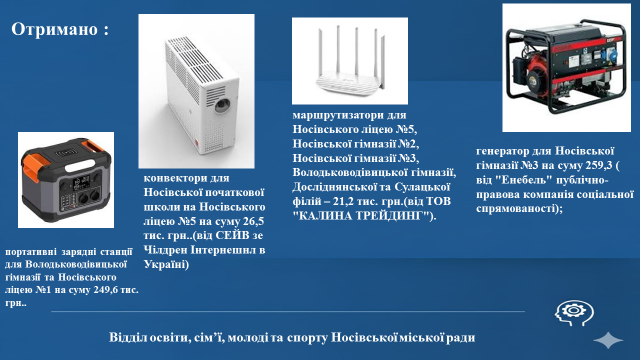 Отримано :
портативні зарядні станції
для Володьководівицької
гімназії та Носівського
ліцею №1 на суму 249,6 тис.
грн..
конвектори для
Носівської початкової
школи на Носівського
ліцею №5 на суму 26,5
тис. грн..(від СЕЙВ зе
Чілдрен Інтернешнл в
Україні)
маршрутизатори для
Носівського ліцею №5,
Носівської гімназії №2,
Носівської гімназії №3,
Володьководівицької гімназії,
Досліднянської та Сулацької
філій – 21,2 тис. грн.(від ТОВ
"КАЛИНА ТРЕЙДИНГ").
генератор для Носівської
гімназії №3 на суму 259,3 (
від "Енебель" публічно-
правова компанія соціальної
спрямованості);
Відділ освіти, сім’ї, молоді та спорту Носівської міської ради